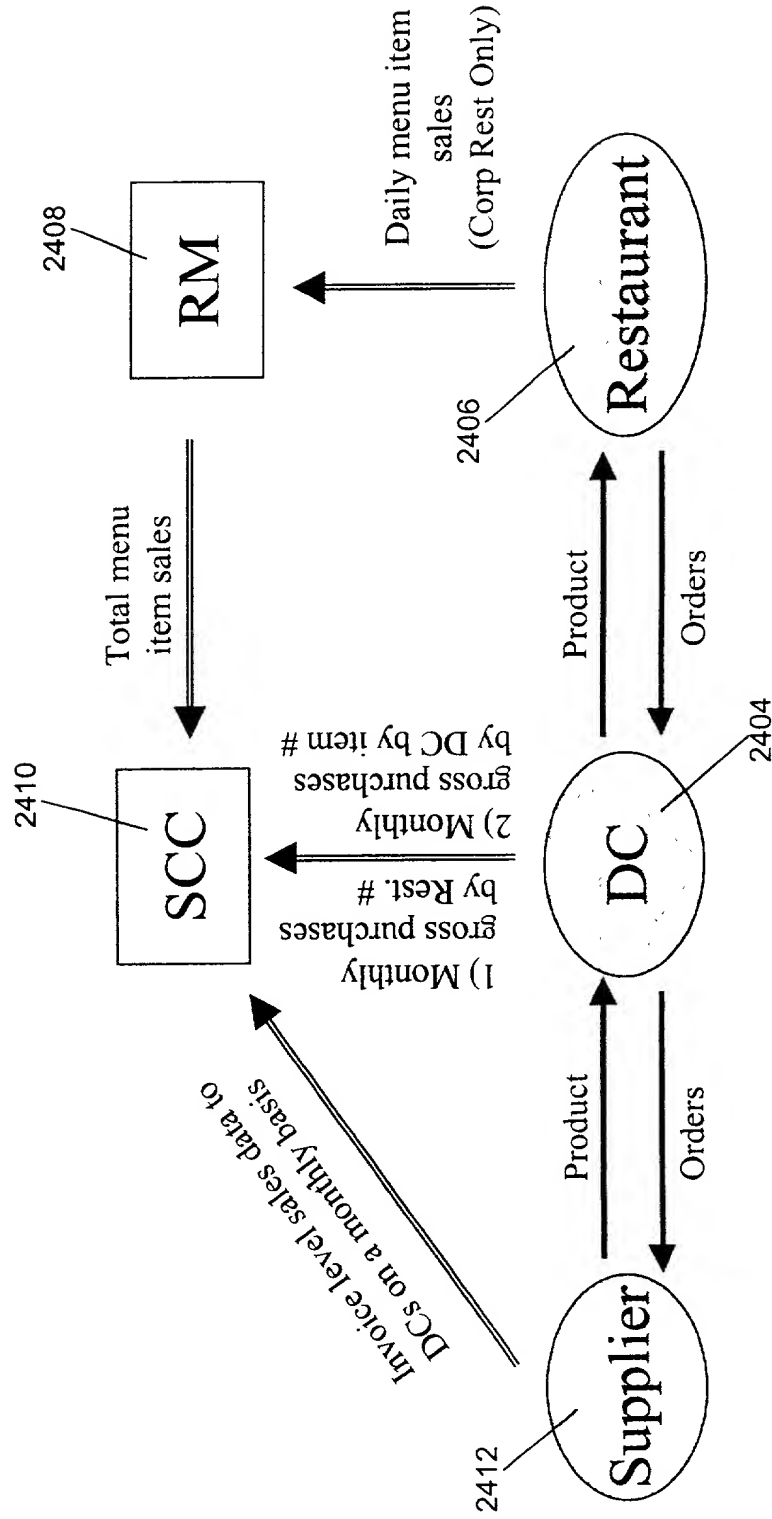 2410
SCC
Total menu
item sales
2408
RM
Invoice level sales data to
DCs on a monthly basis
1) Monthly
gross purchases
by Rest. #
2) Monthly
gross purchases
by DC by item #
Daily menu item
sales
(Corp Rest Only)
2412
Supplier
Product
Orders
DC
2404
Product
Orders
2406
Restaurant